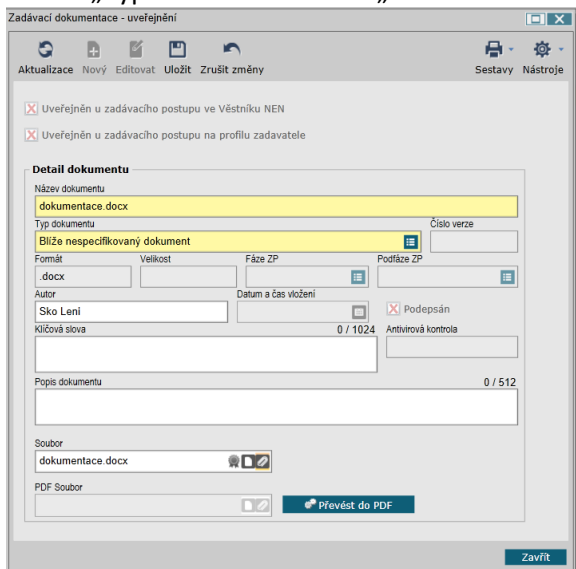 Zadávací dokumentace - uveřejnění
Aktualizace Nový Editovat Uložit Zrušit změny Sestavy Nástroje
Uveřejněn u zadávacího postupu ve Věstníku NEN
Uveřejněn u zadávacího postupu na profilu zadavatele
Detail dokumentu
Název dokumentu
dokumentace.docx
Typ dokumentu Číslo verze
Blíže nespecifikovaný dokument
Formát Velikost Fáze ZP Podfáze ZP
.docx
Autor Datum a čas vložení
Sko Leni Podepsán
Klíčová slova 0 / 1024 Antivirová kontrola
Popis dokumentu 0 / 512
Soubor
dokumentace.docx
PDF Soubor
Převést do PDF
Zavřít